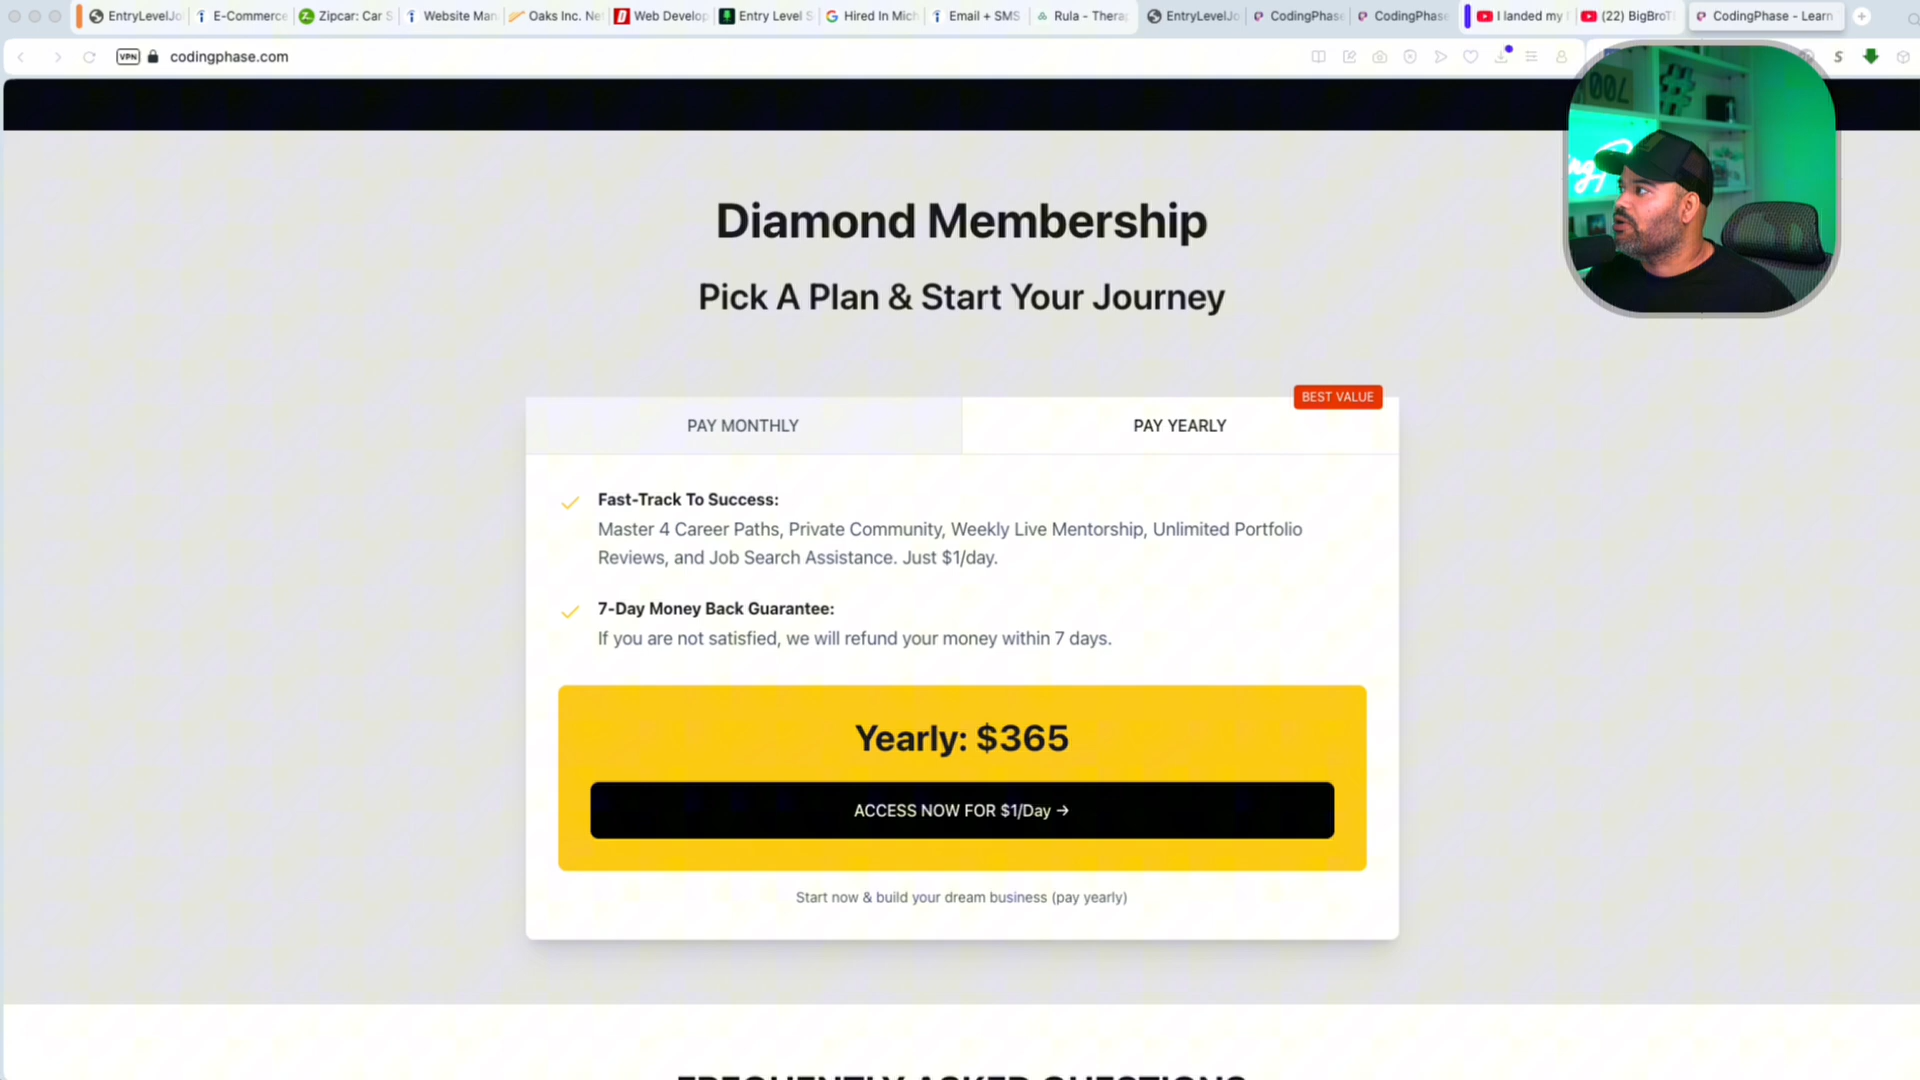 EntryLevelJo
E-Commerce
Zipcar: Car S
Website Man
Oaks Inc. Ne
Web Develop
Entry Level S
Hired In Mich
Email + SMS
Rula - Therap
EntryLevelJo
CodingPhase
CodingPhase
I landed my
(22) BigBroT
CodingPhase - Learn
VPN
codingphase.com
S
Diamond Membership
Pick A Plan & Start Your Journey
BEST VALUE
PAY MONTHLY
PAY YEARLY
Fast-Track To Success:
Master 4 Career Paths, Private Community, Weekly Live Mentorship, Unlimited Portfolio
Reviews, and Job Search Assistance. Just $1/day.
7-Day Money Back Guarantee:
If you are not satisfied, we will refund your money within 7 days.
Yearly: $365
ACCESS NOW FOR $1/Day →
Start now & build your dream business (pay yearly)
FREQUENTLY ASKED QUESTIONS